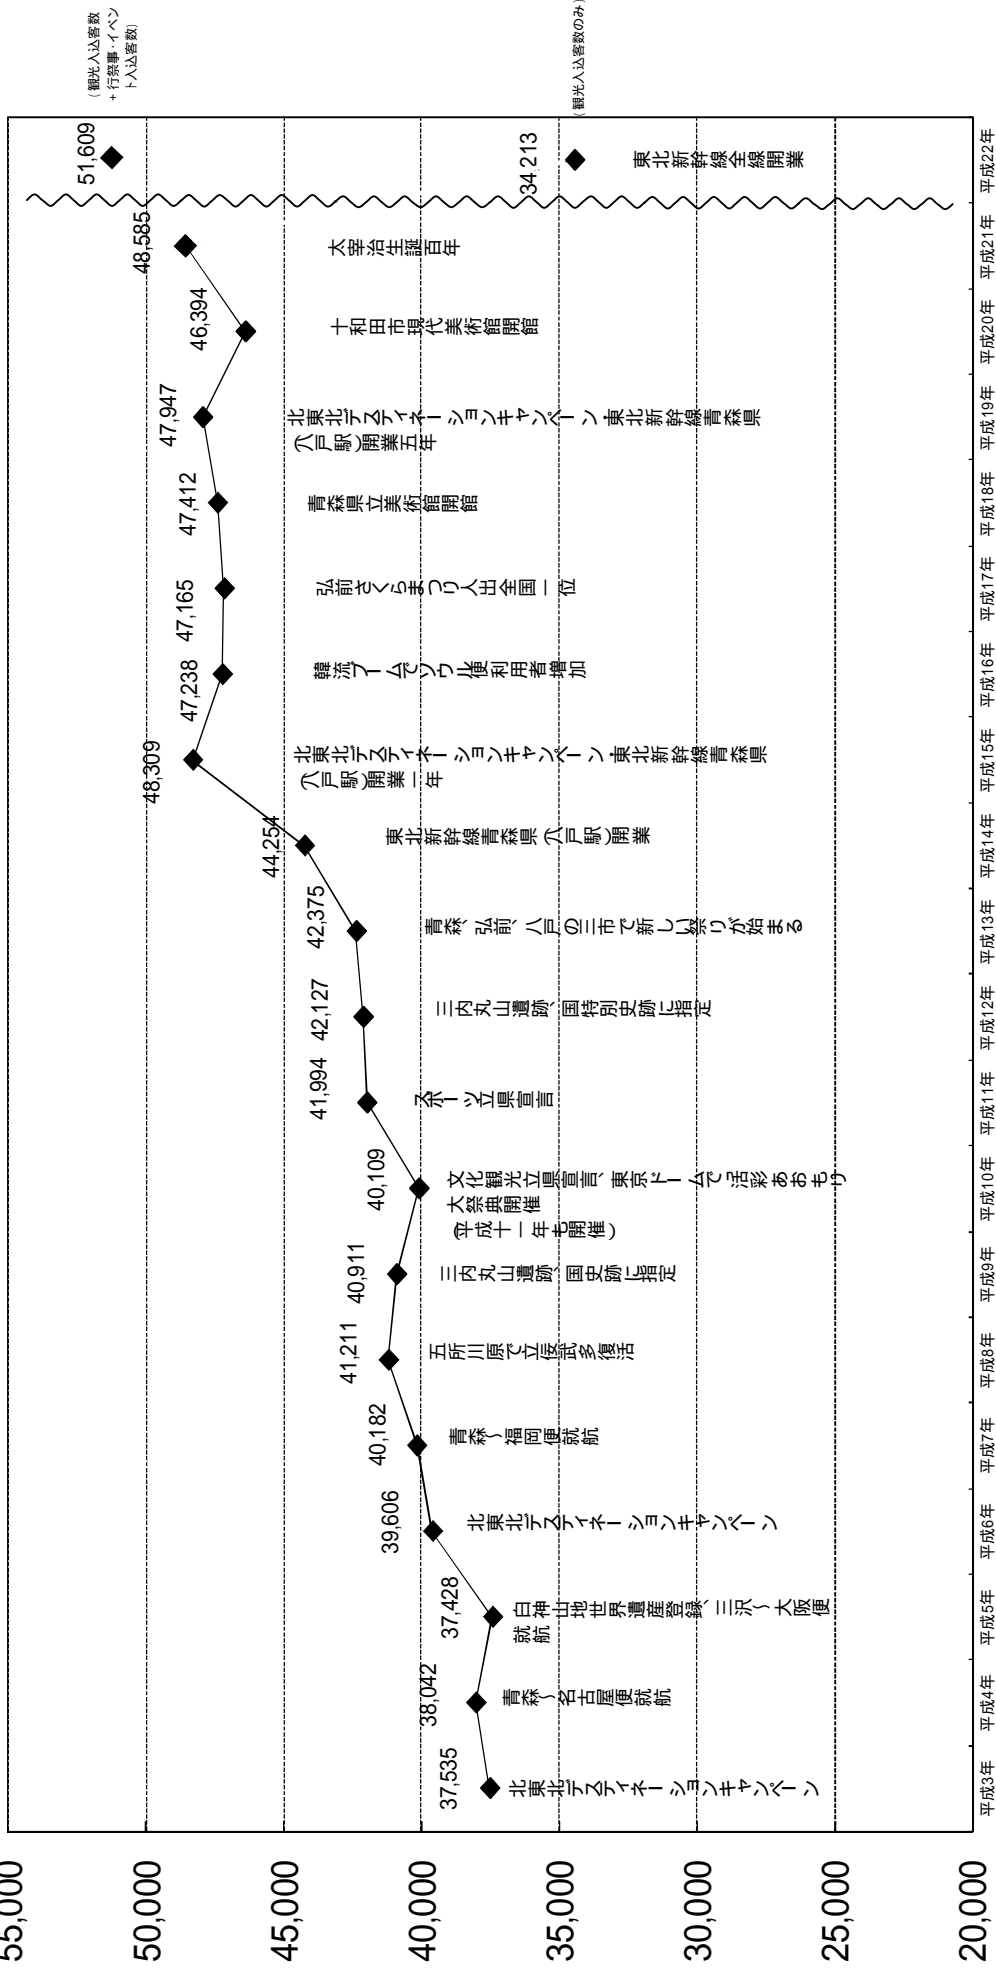 55,000
50,000
45,000
40,000
35,000
30,000
25,000
20,000
37,535
38,042
37,428
39,606
40,182
41,211
40,911
40,109
41,994
42,127
42,375
44,254
48,309
47,238
47,165
47,412
47,947
46,394
48,585
51,609
(観光入込客数
+行祭事・イベン
ト入込客数)
34,213
(観光入込客数のみ)
北東北デスティネーションキャンペーン
青森〜名古屋便就航
白神山地世界遺産登録、三沢〜大阪便
就航
北東北デスティネーションキャンペーン
青森〜福岡便就航
五所川原で立佞武多復活
三内丸山遺跡、国史跡に指定
文化観光立県宣言、東京ドームで活彩あおもり
大祭典開催
(平成十一年も開催)
スポーツ立県宣言
三内丸山遺跡、国特別史跡に指定
青森、弘前、八戸の三市で新しい祭りが始まる
東北新幹線青森県(八戸駅)開業
北東北デスティネーションキャンペーン・東北新幹線青森県
(八戸駅)開業一年
韓流ブームでソウル便利用者増加
弘前さくらまつり人出全国一位
青森県立美術館開館
北東北デスティネーションキャンペーン・東北新幹線青森県
(八戸駅)開業五年
十和田市現代美術館開館
太宰治生誕百年
東北新幹線全線開業
平成3年
平成4年
平成5年
平成6年
平成7年
平成8年
平成9年
平成10年
平成11年
平成12年
平成13年
平成14年
平成15年
平成16年
平成17年
平成18年
平成19年
平成20年
平成21年
平成22年